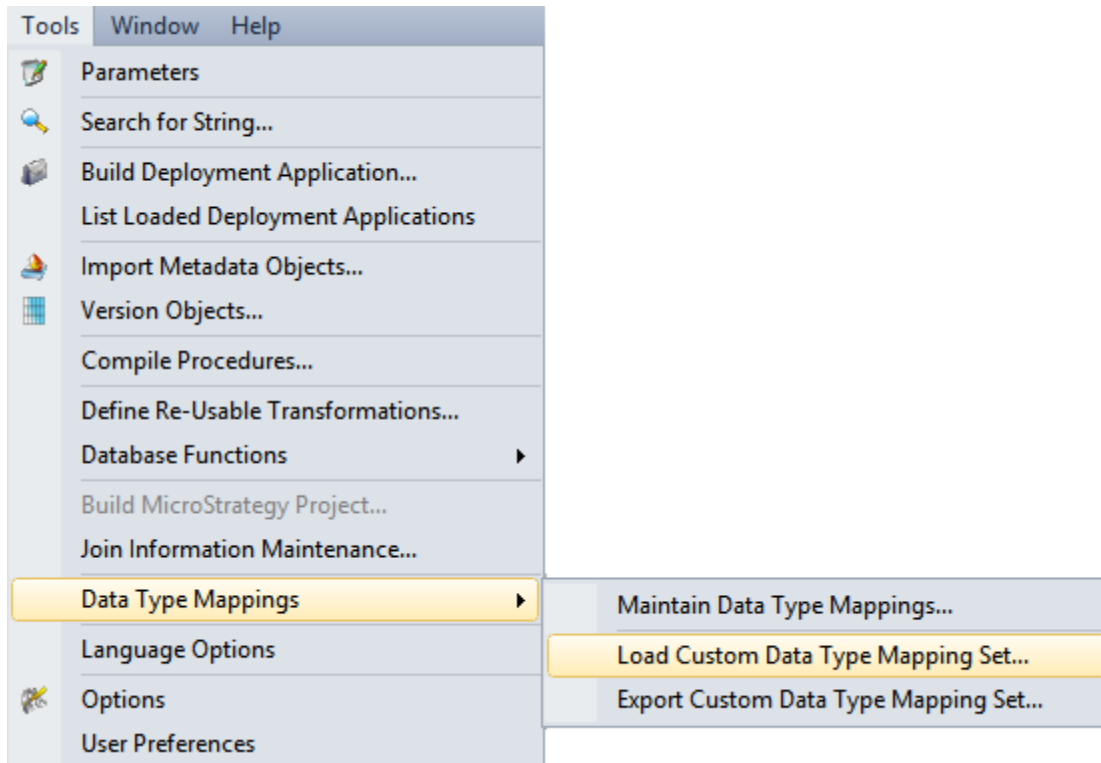 Tools Window Help
Parameters
Search for String...
Build Deployment Application...
List Loaded Deployment Applications
Import Metadata Objects...
Version Objects...
Compile Procedures...
Define Re-Usable Transformations...
Database Functions
Build MicroStrategy Project...
Join Information Maintenance...
Data Type Mappings
Maintain Data Type Mappings...
Load Custom Data Type Mapping Set...
Export Custom Data Type Mapping Set...
Language Options
Options
User Preferences